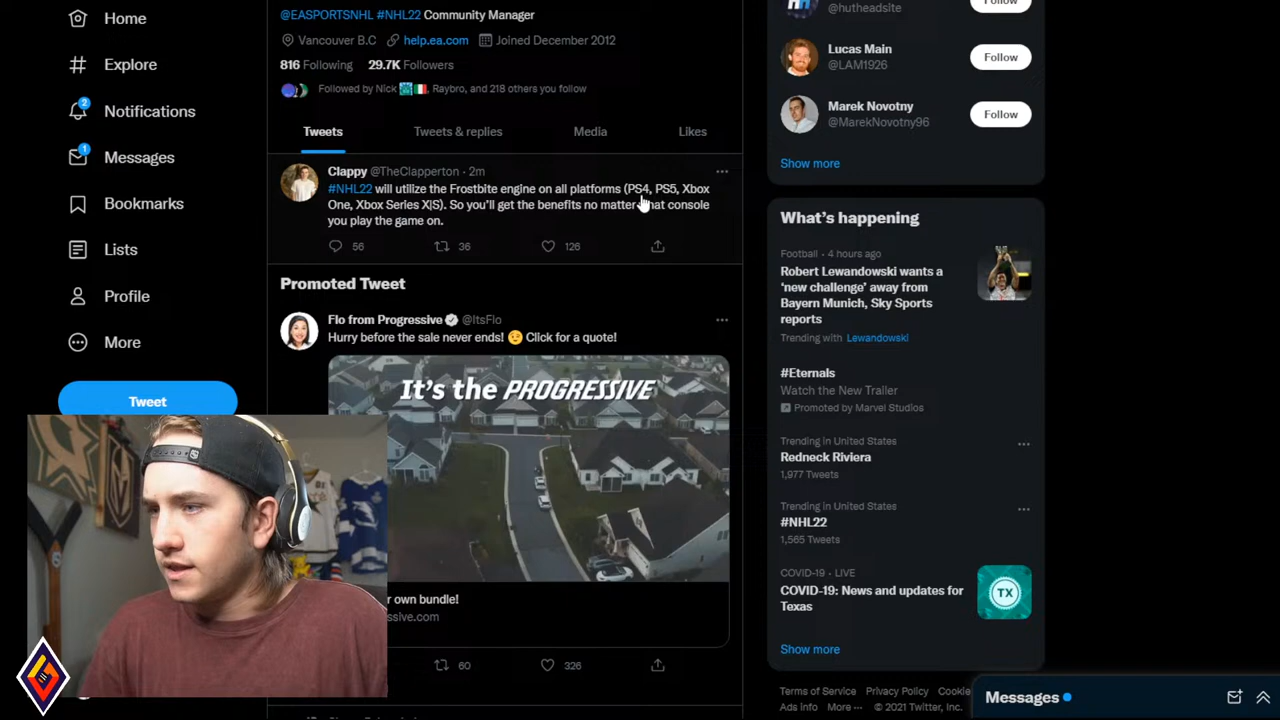 Home
Explore
2
Notifications
1
Messages
Bookmarks
Lists
Profile
More
Tweet
@EASPORTSNHL #NHL22 Community Manager
Vancouver B.C help.ea.com Joined December 2012
816 Following 29.7K Followers
Followed by Nick, Raybro, and 218 others you follow
Tweets Tweets & replies Media Likes
Clappy @TheClapperton · 2m
#NHL22 will utilize the Frostbite engine on all platforms (PS4, PS5, Xbox
One, Xbox Series X|S). So you'll get the benefits no matter what console
you play the game on.
56 36 126
Promoted Tweet
Flo from Progressive @ItsFlo
Hurry before the sale never ends! Click for a quote!
It's the PROGRESSIVE
own bundle!
60 326
@hutheadsite
Follow
Lucas Main
@LAM1926
Follow
Marek Novotny
@MarekNovotny96
Follow
Show more
What's happening
Football · 4 hours ago
Robert Lewandowski wants a
'new challenge' away from
Bayern Munich, Sky Sports
reports
Trending with Lewandowski
#Eternals
Watch the New Trailer
Promoted by Marvel Studios
Trending in United States
Redneck Riviera
1,977 Tweets
Trending in United States
#NHL22
1,565 Tweets
COVID-19 · LIVE
COVID-19: News and updates for
Texas
TX
Show more
Terms of Service Privacy Policy Cookie
Ads info More ··· © 2021 Twitter, Inc.
Messages